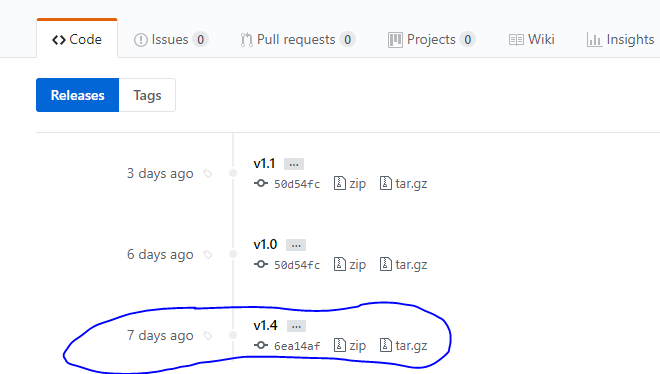 Code Issues 0 Pull requests 0 Projects 0 Wiki Insights
Releases Tags
3 days ago v1.1 ...
50d54fc zip tar.gz
6 days ago v1.0 ...
50d54fc zip tar.gz
7 days ago v1.4 ...
6ea14af zip tar.gz